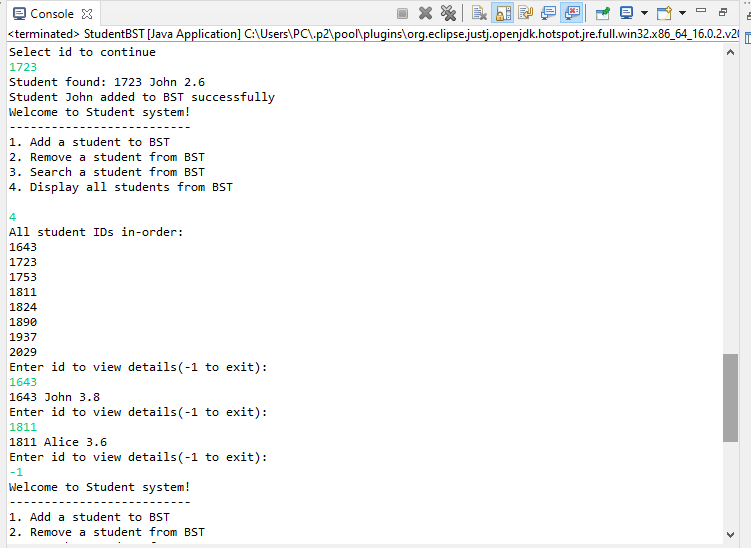 Console
<terminated> StudentBST [Java Application] C:\Users\PC\.p2\pool\plugins\org.eclipse.justj.openjdk.hotspot.jre.full.win32.x86_64_16.0.2.v20
Select id to continue
1723
Student found: 1723 John 2.6
Student John added to BST successfully
Welcome to Student system!
--------------------------
1. Add a student to BST
2. Remove a student from BST
3. Search a student from BST
4. Display all students from BST
4
All student IDs in-order:
1643
1723
1753
1811
1824
1890
1937
2029
Enter id to view details(-1 to exit):
1643
1643 John 3.8
Enter id to view details(-1 to exit):
1811
1811 Alice 3.6
Enter id to view details(-1 to exit):
-1
Welcome to Student system!
--------------------------
1. Add a student to BST
2. Remove a student from BST